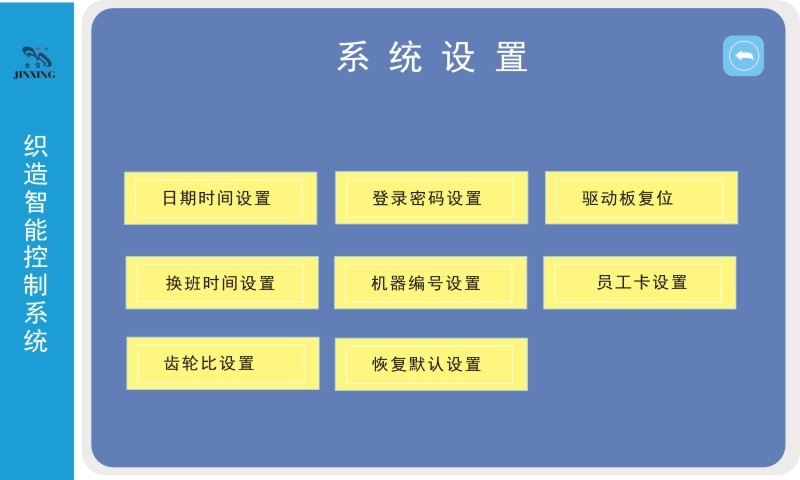 金佰
JINXING
织造智能控制系统
系统设置
日期时间设置
登录密码设置
驱动板复位
换班时间设置
机器编号设置
员工卡设置
齿轮比设置
恢复默认设置